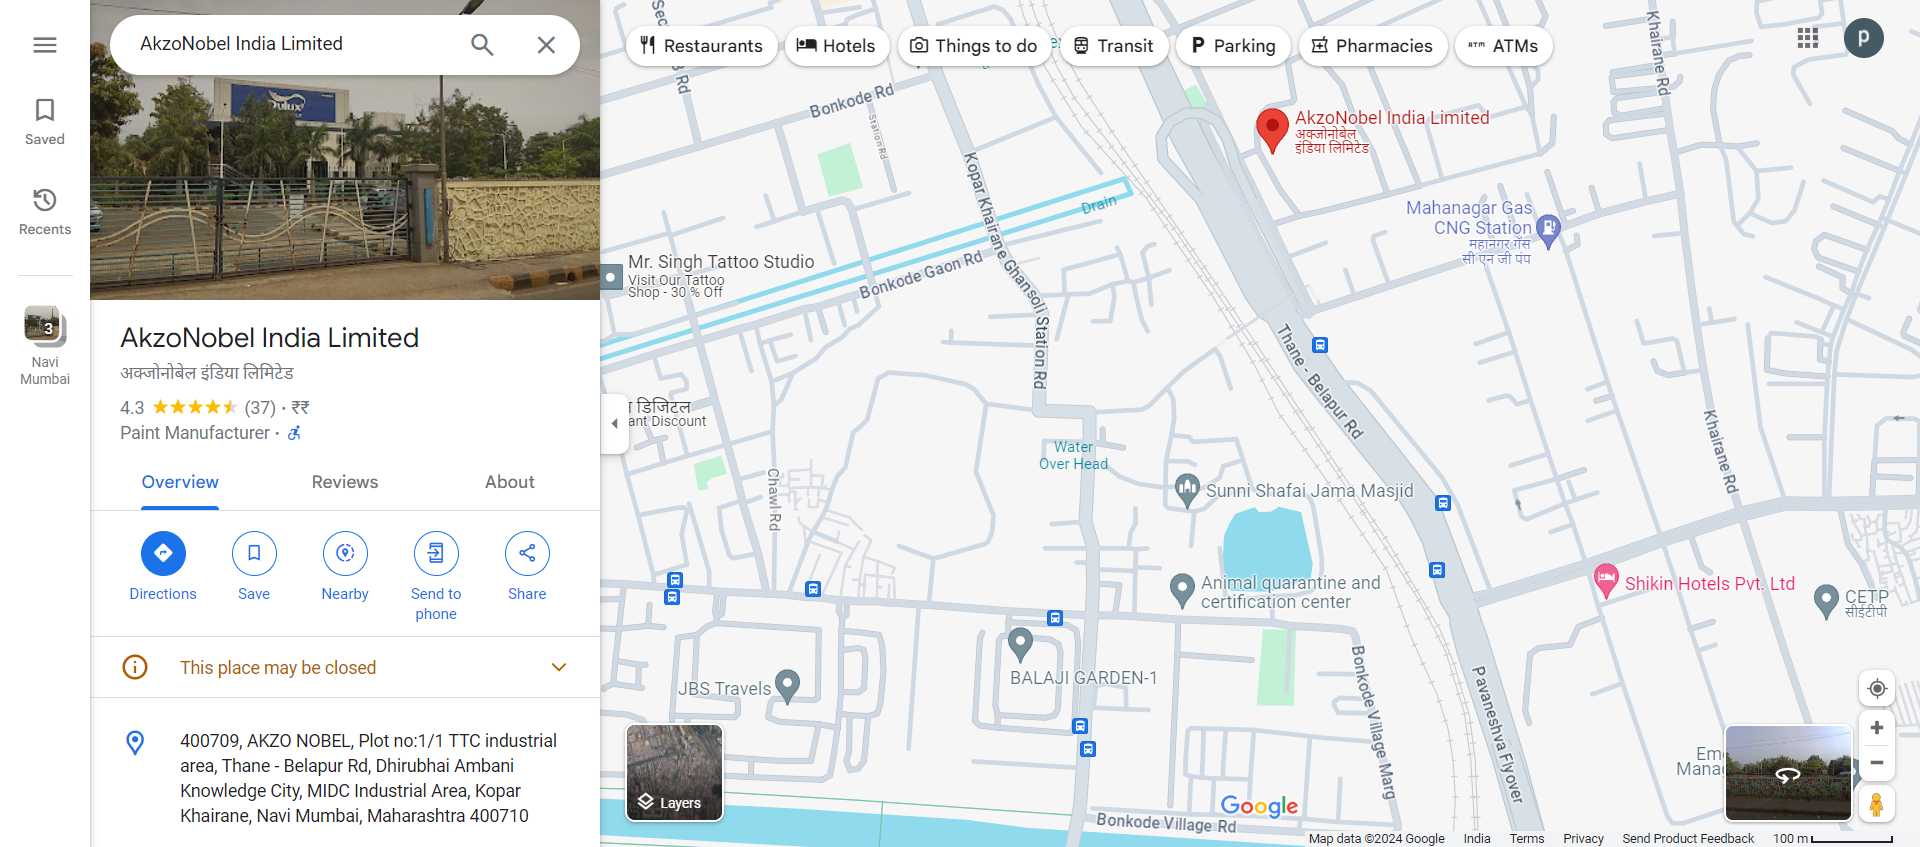 AkzoNobel India Limited
Saved
Recents
3
Navi
Mumbai
Dulux
AkzoNobel India Limited
अक्जोनोबेल इंडिया लिमिटेड
4.3 (37) · ₹₹
Paint Manufacturer ·
Overview
Reviews
About
Directions
Save
Nearby
Send to
phone
Share
This place may be closed
400709, AKZO NOBEL, Plot no:1/1 TTC industrial
area, Thane - Belapur Rd, Dhirubhai Ambani
Knowledge City, MIDC Industrial Area, Kopar
Khairane, Navi Mumbai, Maharashtra 400710
Restaurants
Hotels
Things to do
Transit
Parking
Pharmacies
ATMs
p
Bonkode Rd
Station Rd
Khairane Rd
AkzoNobel India Limited
अक्जोनोबेल
इंडिया लिमिटेड
Kopar Khairane Ghansoli Station Rd
Drain
Mahanagar Gas
CNG Station
महानगर गॅस
सी एन जी पंप
Mr. Singh Tattoo Studio
Visit Our Tattoo
Shop - 30 % Off
Bonkode Gaon Rd
Thane - Belapur Rd
डिजिटल
ant Discount
Water
Over Head
Khairane Rd
Chawl Rd
Sunni Shafai Jama Masjid
Animal quarantine and
certification center
Shikin Hotels Pvt. Ltd
CETP
सीईटीपी
BALAJI GARDEN-1
JBS Travels
Bonkode Village Marg
Pavaneshva Flyover
Em
Mana
Layers
Google
Bonkode Village Rd
Map data ©2024 Google
India
Terms
Privacy
Send Product Feedback
100 m